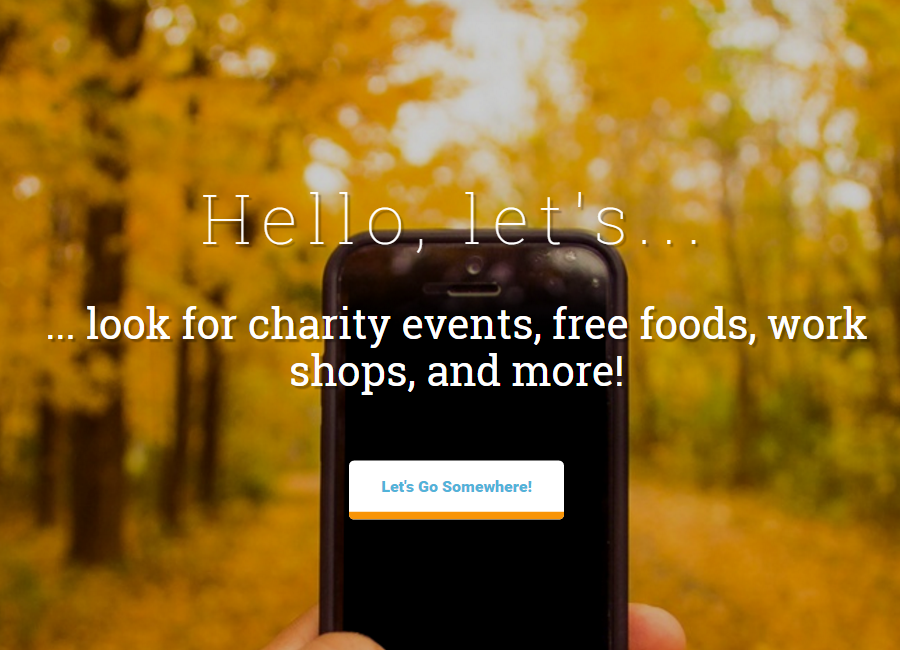 Hello, let's...
... look for charity events, free foods, work
shops, and more!
Let's Go Somewhere!